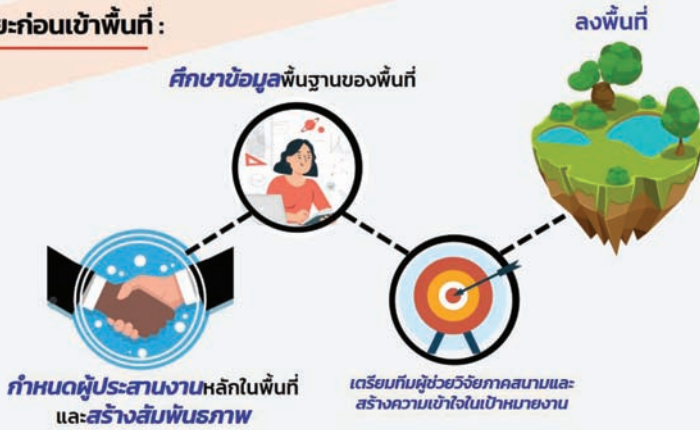 ยะก่อนเข้าพื้นที่ :
ลงพื้นที่
ศึกษาข้อมูลพื้นฐานของพื้นที่
กำหนดผู้ประสานงานหลักในพื้นที่
และสร้างสัมพันธภาพ
เตรียมทีมผู้ช่วยวิจัยภาคสนามและ
สร้างความเข้าใจในเป้าหมายงาน